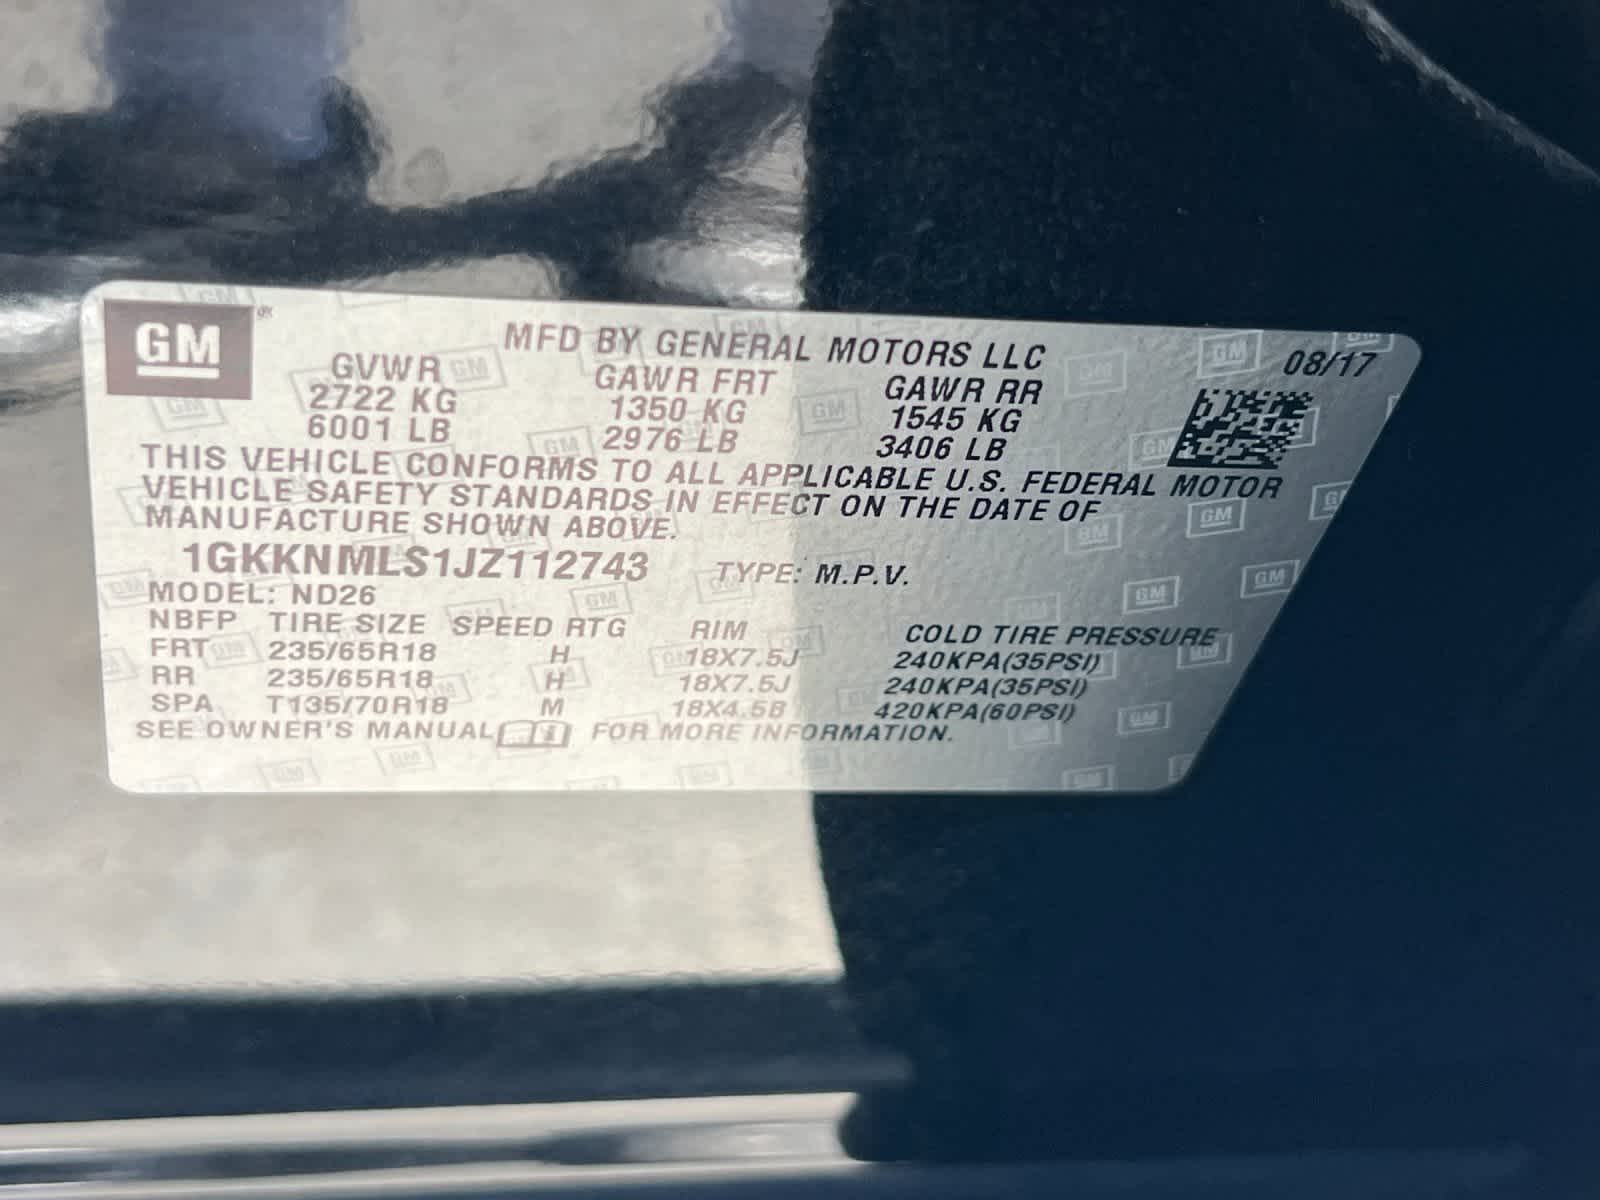 GM
MFD BY GENERAL MOTORS LLC 08/17
GVWR GAWR FRT GAWR RR
2722 KG 1350 KG 1545 KG
6001 LB 2976 LB 3406 LB
THIS VEHICLE CONFORMS TO ALL APPLICABLE U.S. FEDERAL MOTOR
VEHICLE SAFETY STANDARDS IN EFFECT ON THE DATE OF
MANUFACTURE SHOWN ABOVE.
1GKKNMLS1JZ112743 TYPE: M.P.V.
MODEL: ND26
NBFP TIRE SIZE SPEED RTG RIM COLD TIRE PRESSURE
FRT 235/65R18 H 18X7.5J 240KPA(35PSI)
RR 235/65R18 H 18X7.5J 240KPA(35PSI)
SPA T135/70R18 M 18X4.5B 420KPA(60PSI)
SEE OWNER'S MANUAL FOR MORE INFORMATION.